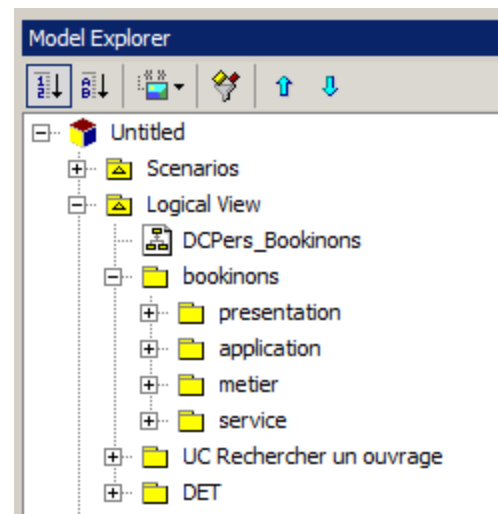 Model Explorer
Untitled
Scenarios
Logical View
DCPers_Bookinons
bookinons
presentation
application
metier
service
UC Rechercher un ouvrage
DET